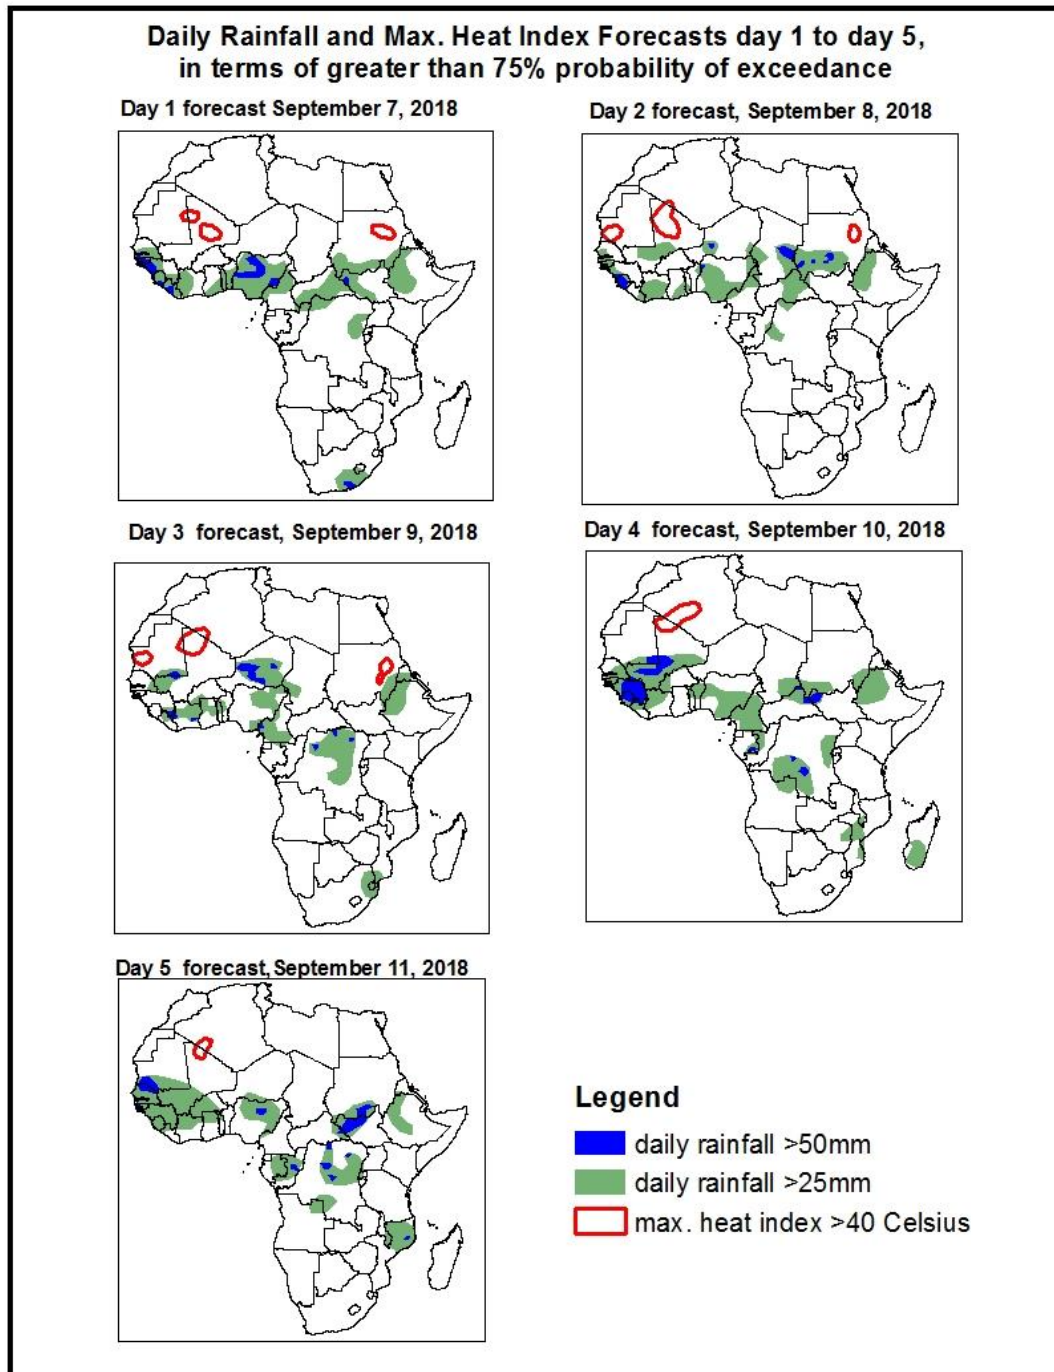 Daily Rainfall and Max. Heat Index Forecasts day 1 to day 5,
in terms of greater than 75% probability of exceedance
Day 1 forecast September 7, 2018
Day 2 forecast, September 8, 2018
Day 3 forecast, September 9, 2018
Day 4 forecast, September 10, 2018
Day 5 forecast, September 11, 2018
Legend
daily rainfall >50mm
daily rainfall >25mm
max. heat index >40 Celsius